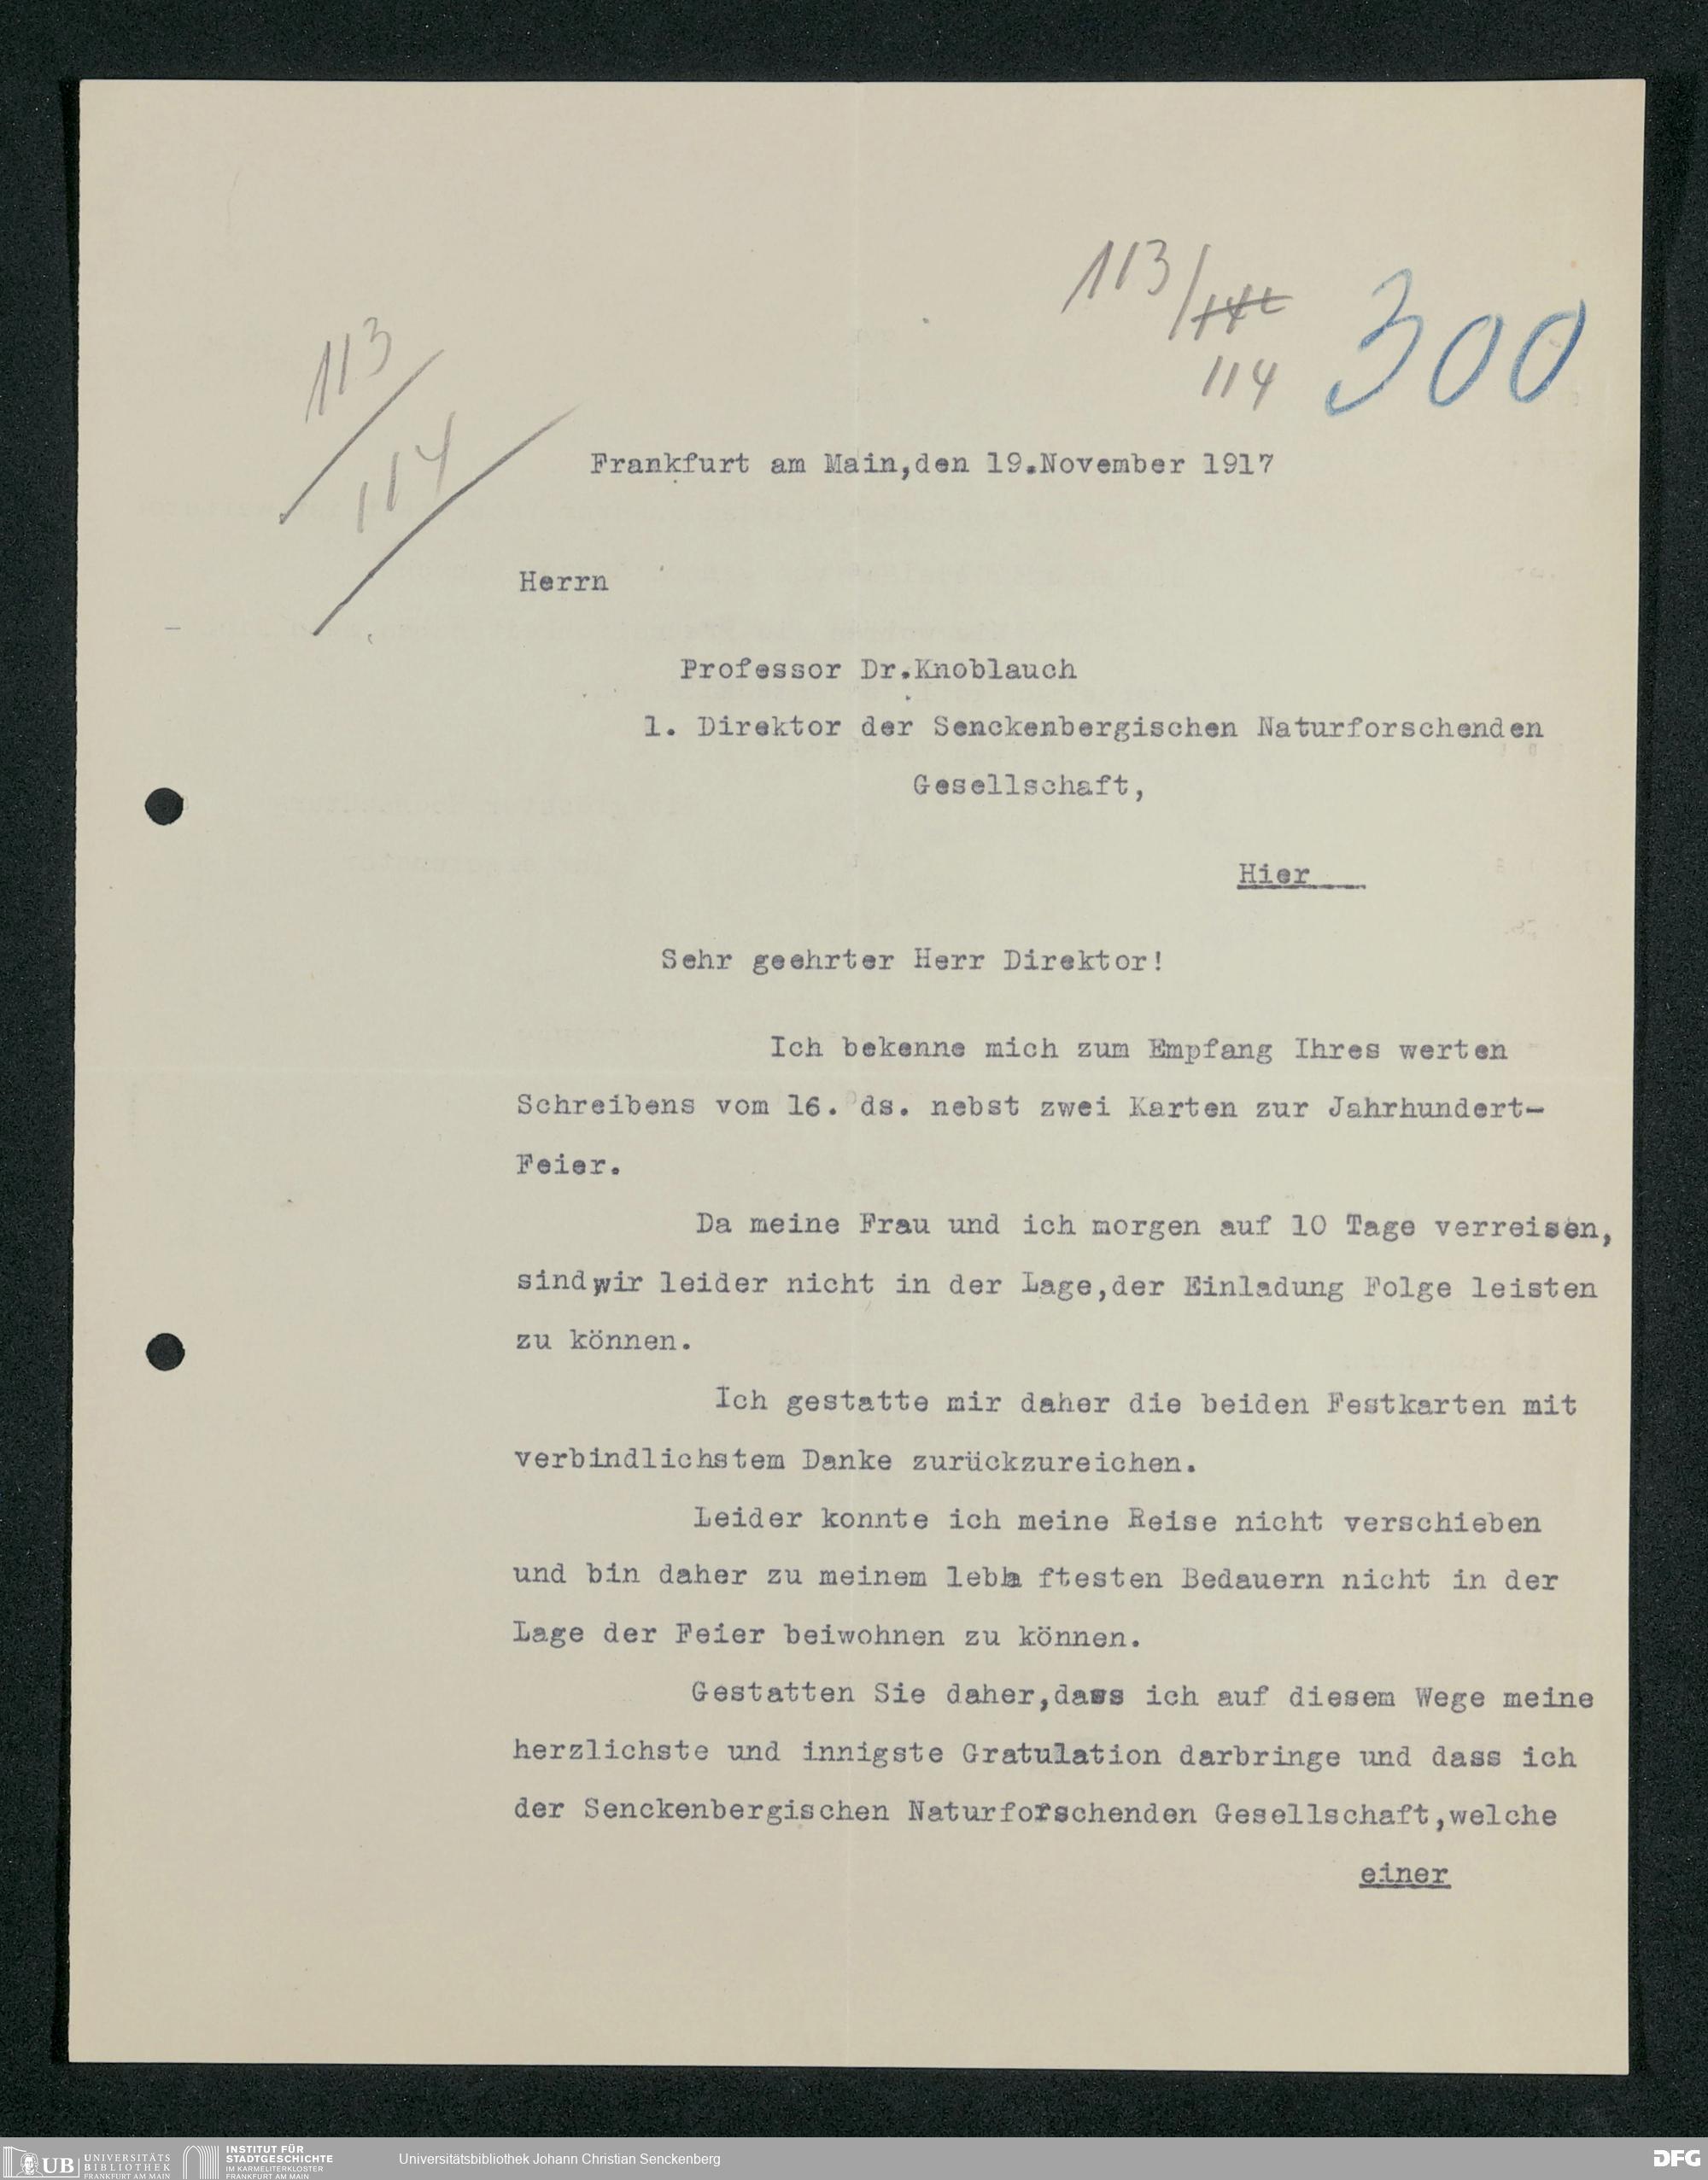 113/
114
300
113/
114/
Frankfurt am Main,den 19.November 1917
Herrn
Professor Dr.Knoblauch
1. Direktor der Senckenbergischen Naturforschenden
Gesellschaft,
Hier
Sehr geehrter Herr Direktor!
Ich bekenne mich zum Empfang Ihres werten
Schreibens vom 16. ds. nebst zwei Karten zur Jahrhundert-
Feier.
Da meine Frau und ich morgen auf 10 Tage verreisen,
sind wir leider nicht in der Lage,der Einladung Folge leisten
zu können.
Ich gestatte mir daher die beiden Festkarten mit
verbindlichstem Danke zurückzureichen.
Leider konnte ich meine Reise nicht verschieben
und bin daher zu meinem lebha ftesten Bedauern nicht in der
Lage der Feier beiwohnen zu können.
Gestatten Sie daher,dass ich auf diesem Wege meine
herzlichste und innigste Gratulation darbringe und dass ich
der Senckenbergischen Naturforschenden Gesellschaft,welche
einer
UB UNIVERSITÄTS
BIBLIOTHEK
FRANKFURT AM MAIN
INSTITUT FÜR
STADTGESCHICHTE
IM KARMELITERKLOSTER
FRANKFURT AM MAIN
Universitätsbibliothek Johann Christian Senckenberg
DFG